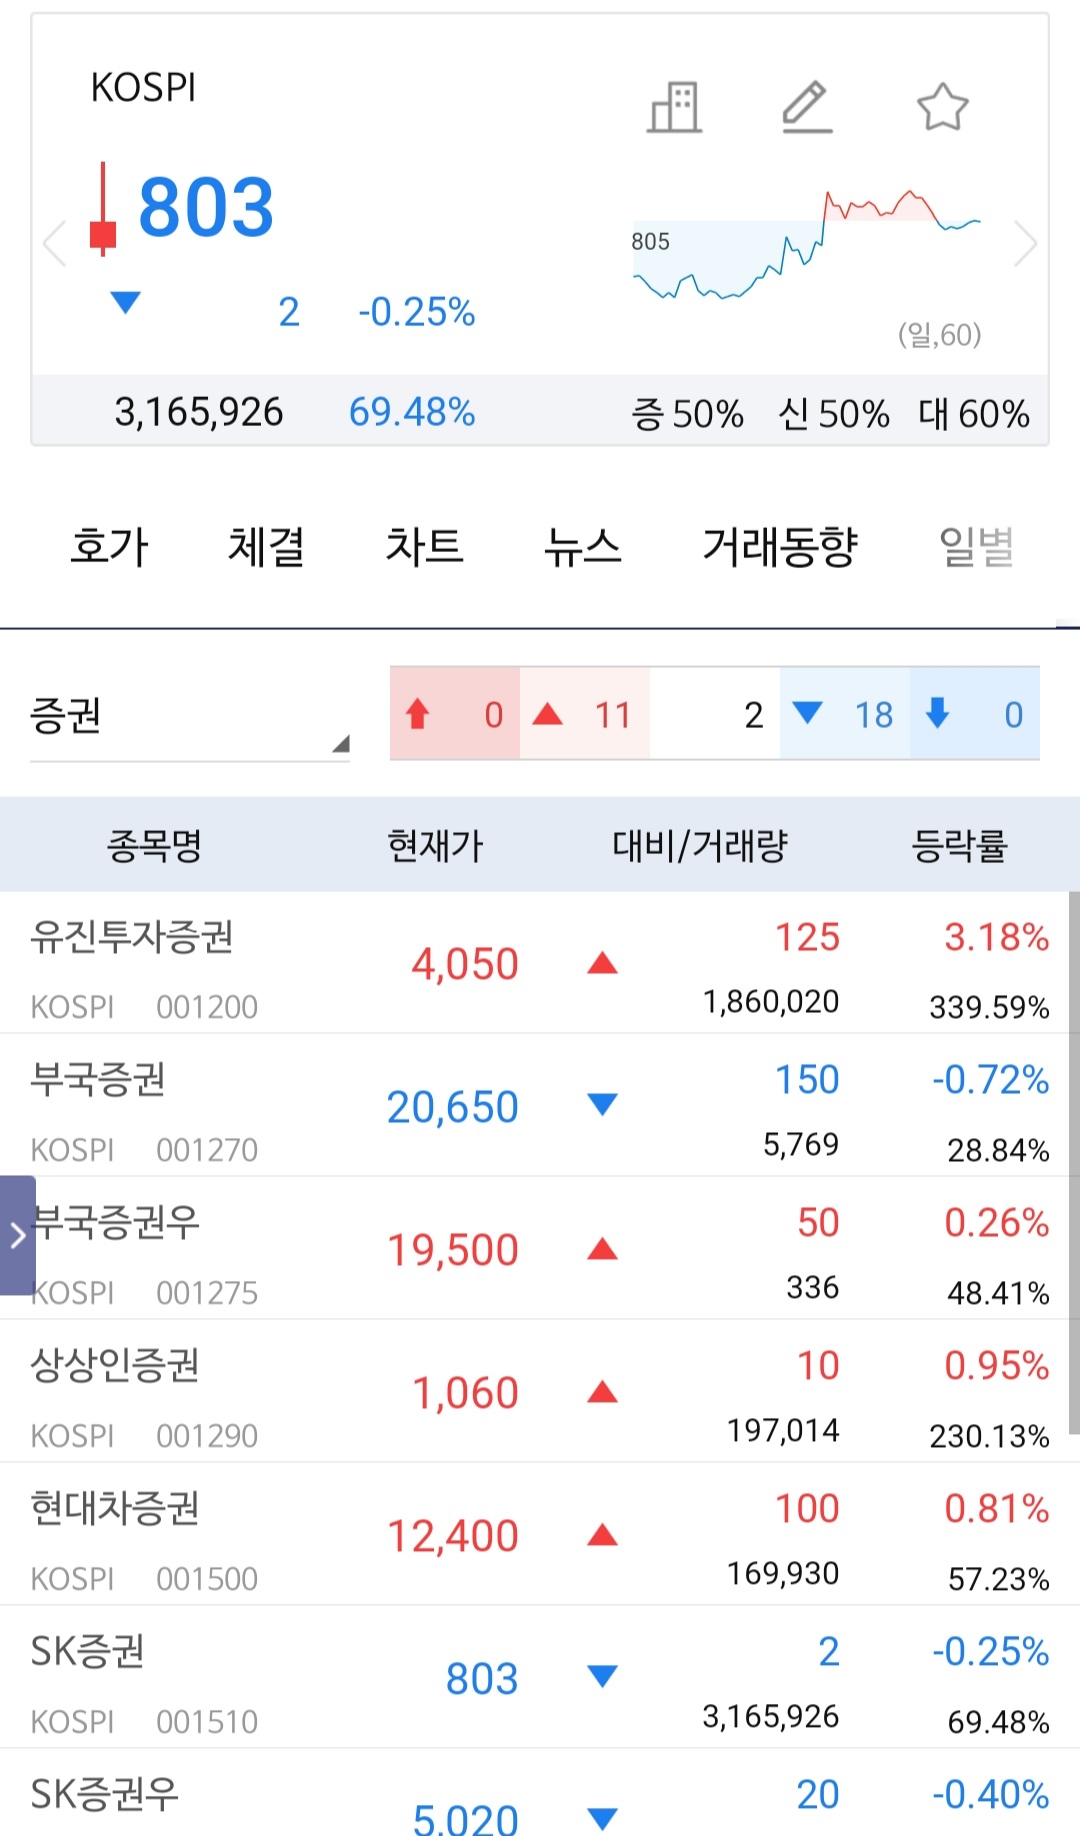 KOSPI
803
805
▼ 2 -0.25%
(일,60)
3,165,926 69.48% 증 50% 신 50% 대 60%
호가 체결 차트 뉴스 거래동향 일별
증권 ⬆ 0 ▲ 11 2 ▼ 18 ⬇ 0
종목명 현재가 대비/거래량 등락률
유진투자증권 4,050 ▲ 125 3.18%
KOSPI 001200 1,860,020 339.59%
부국증권 20,650 ▼ 150 -0.72%
KOSPI 001270 5,769 28.84%
부국증권우 19,500 ▲ 50 0.26%
KOSPI 001275 336 48.41%
상상인증권 1,060 ▲ 10 0.95%
KOSPI 001290 197,014 230.13%
현대차증권 12,400 ▲ 100 0.81%
KOSPI 001500 169,930 57.23%
SK증권 803 ▼ 2 -0.25%
KOSPI 001510 3,165,926 69.48%
SK증권우 5,020 ▼ 20 -0.40%